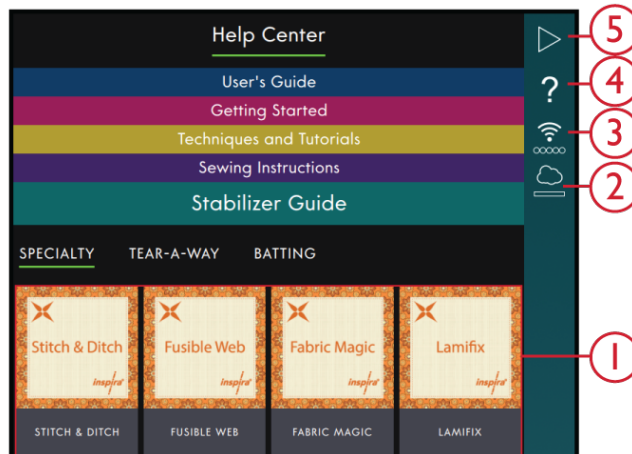 Help Center
User's Guide
Getting Started
Techniques and Tutorials
Sewing Instructions
Stabilizer Guide
SPECIALTY TEAR-A-WAY BATTING
Stitch & Ditch Fusible Web Fabric Magic Lamifix
inspira inspira inspira inspira
STITCH & DITCH FUSIBLE WEB FABRIC MAGIC LAMIFIX
?
5
4
3
2
1